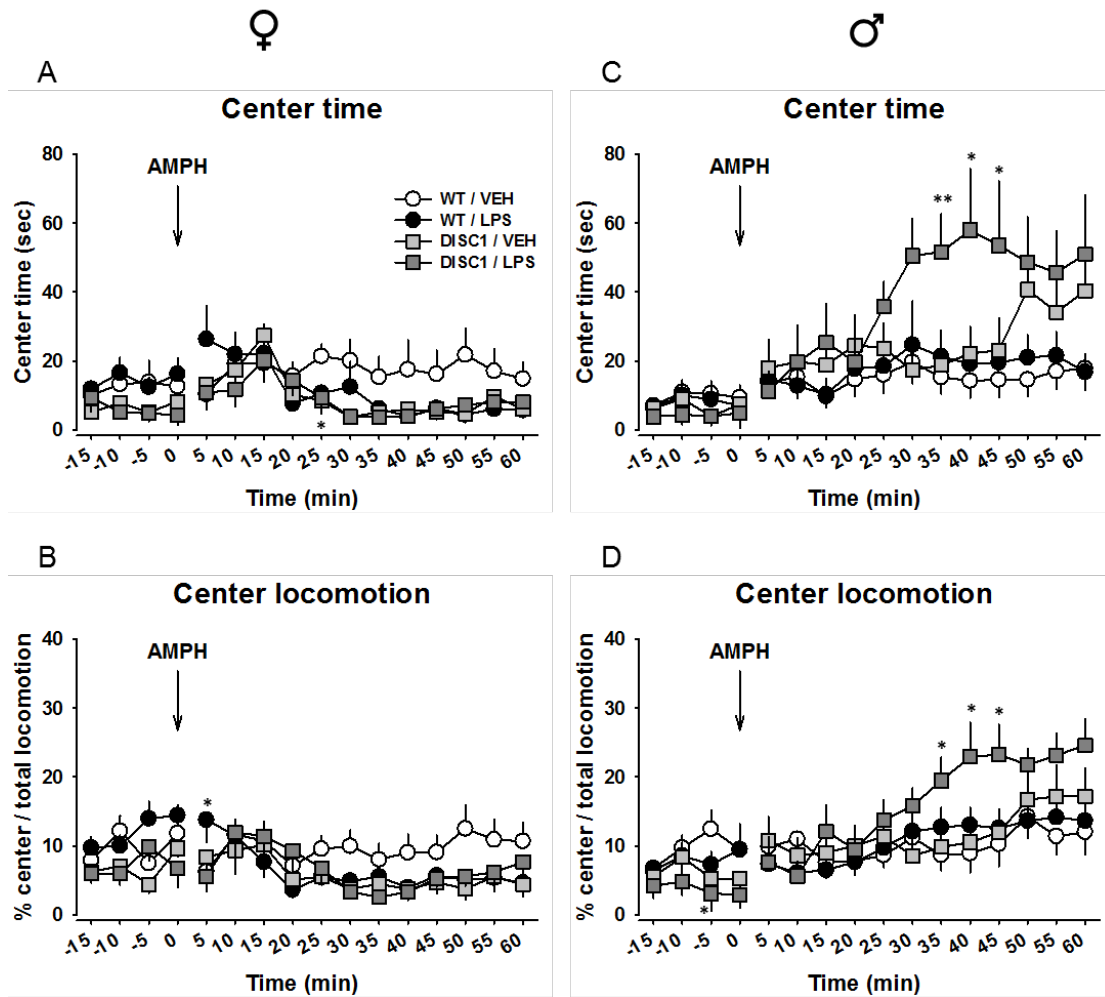 ♀
♂
A
Center time
Center time (sec)
80
60
40
20
0
AMPH
WT / VEH
WT / LPS
DISC1 / VEH
DISC1 / LPS
*
-15 -10 -5 0 5 10 15 20 25 30 35 40 45 50 55 60
Time (min)
C
Center time
Center time (sec)
80
60
40
20
0
AMPH
** * *
-15 -10 -5 0 5 10 15 20 25 30 35 40 45 50 55 60
Time (min)
B
Center locomotion
% center / total locomotion
40
30
20
10
0
AMPH
*
-15 -10 -5 0 5 10 15 20 25 30 35 40 45 50 55 60
Time (min)
D
Center locomotion
% center / total locomotion
40
30
20
10
0
AMPH
* * *
*
-15 -10 -5 0 5 10 15 20 25 30 35 40 45 50 55 60
Time (min)